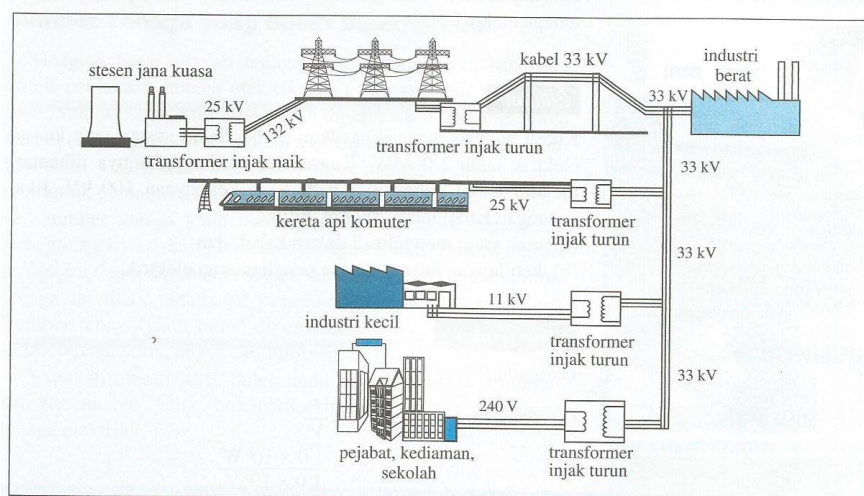 stesen jana kuasa
25 kV
132 kV
transformer injak naik
transformer injak turun
kabel 33 kV
industri
berat
33 kV
33 kV
kereta api komuter
25 kV
transformer
injak turun
33 kV
industri kecil
11 kV
transformer
injak turun
33 kV
240 V
pejabat, kediaman,
sekolah
transformer
injak turun